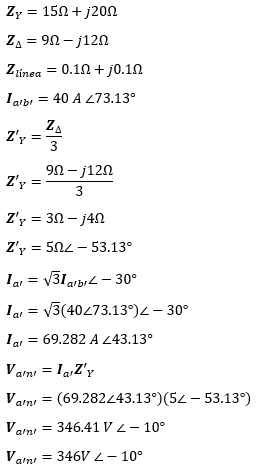 Z_Y = 15Ω + j20Ω
Z_Δ = 9Ω − j12Ω
Z_línea = 0.1Ω + j0.1Ω
I_a′b′ = 40 A ∠73.13°
Z′_Y = Z_Δ / 3
Z′_Y = (9Ω − j12Ω) / 3
Z′_Y = 3Ω − j4Ω
Z′_Y = 5Ω∠ − 53.13°
I_a′ = √3I_a′b′∠ − 30°
I_a′ = √3(40∠73.13°)∠ − 30°
I_a′ = 69.282 A ∠43.13°
V_a′n′ = I_a′Z′_Y
V_a′n′ = (69.282∠43.13°)(5∠ − 53.13°)
V_a′n′ = 346.41 V ∠ − 10°
V_a′n′ = 346V ∠ − 10°